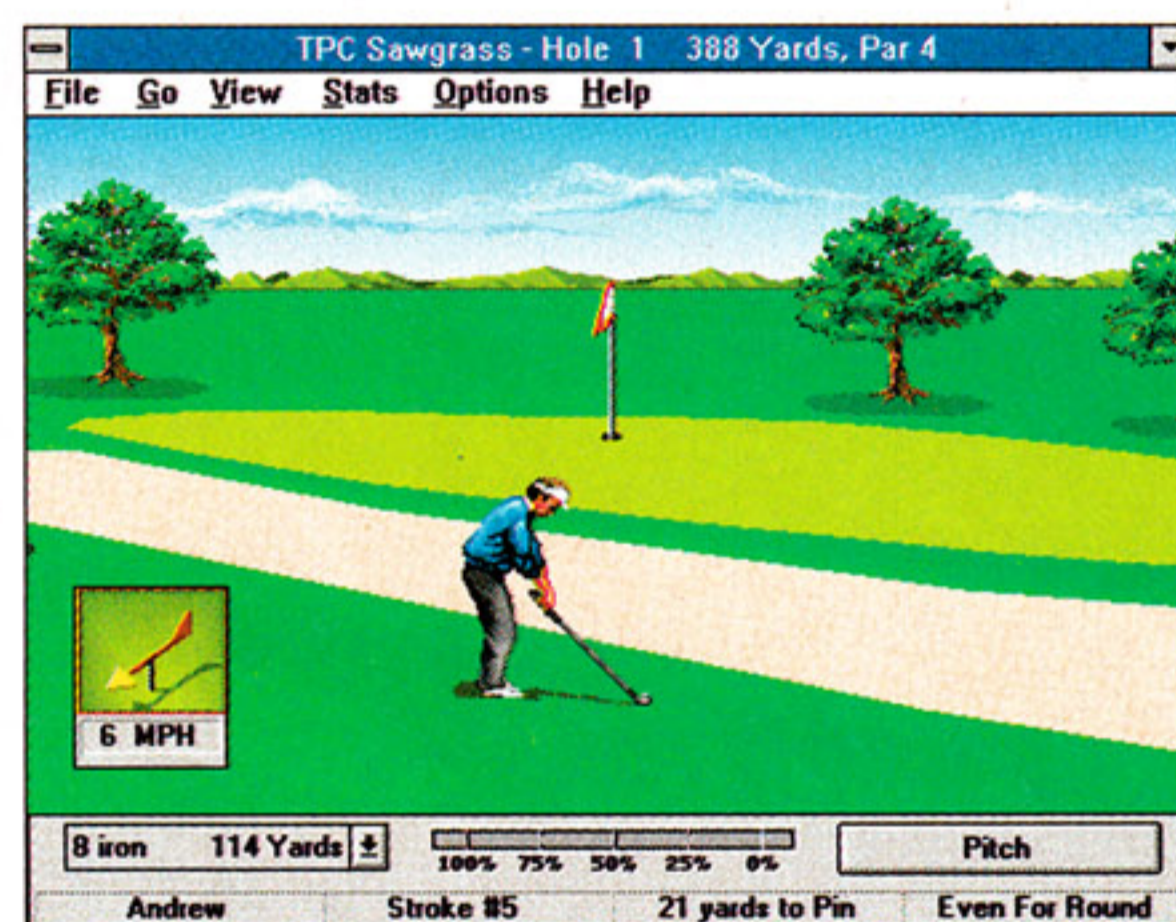 TPC Sawgrass - Hole 1 388 Yards, Par 4
File Go View Stats Options Help
6 MPH
8 iron 114 Yards
100% 75% 50% 25% 0%
Pitch
Andrew Stroke #5 21 yards to Pin Even For Round